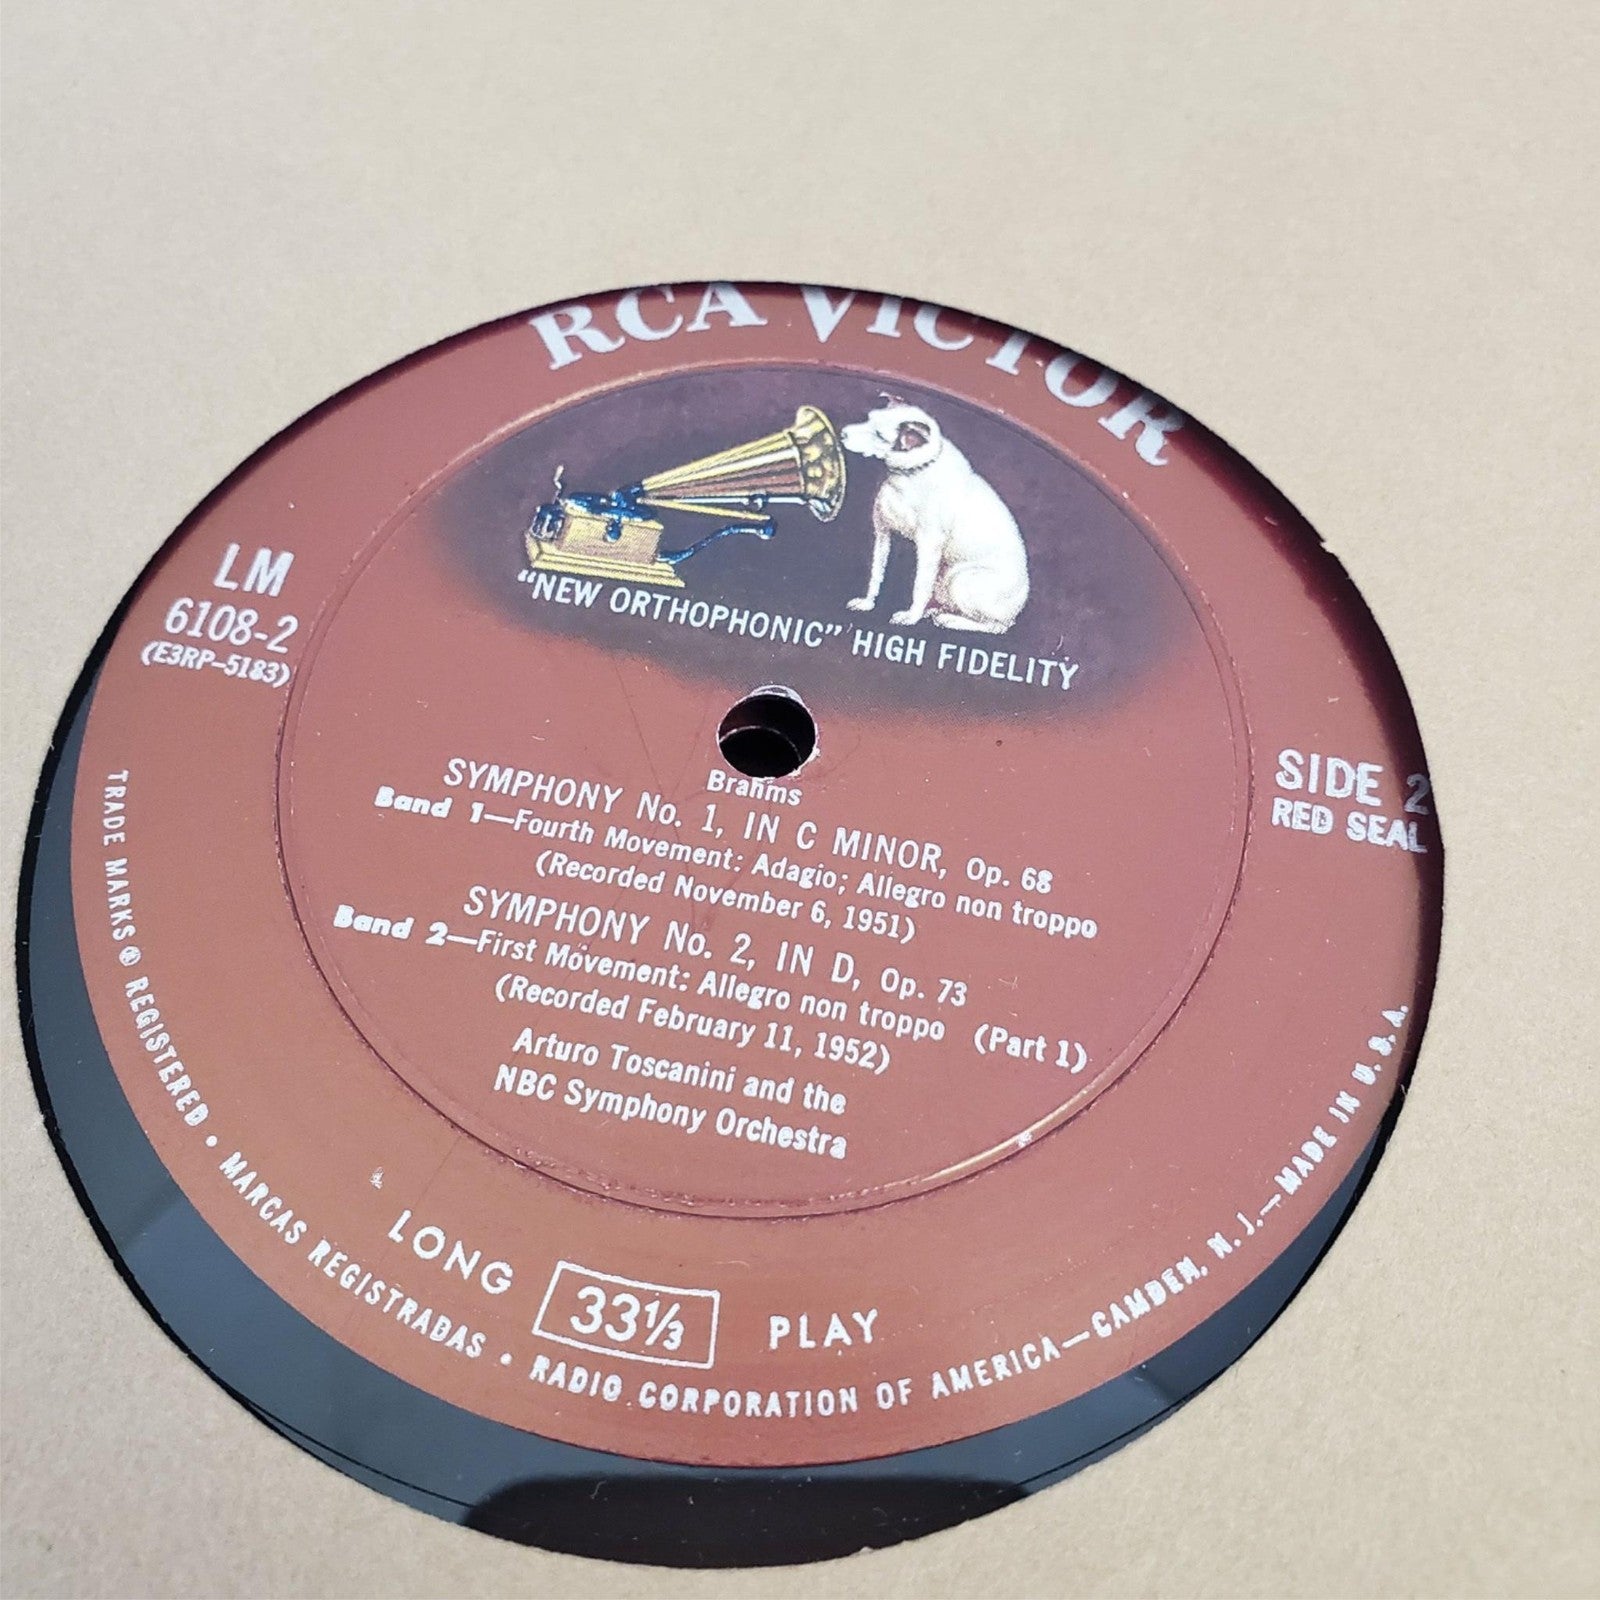 RCA VICTOR
"NEW ORTHOPHONIC" HIGH FIDELITY
LM
6108-2
(E3RP-5183)
SIDE 2
RED SEAL
Brahms
SYMPHONY No. 1, IN C MINOR, Op. 68
Band 1—Fourth Movement: Adagio; Allegro non troppo
(Recorded November 6, 1951)
SYMPHONY No. 2, IN D, Op. 73
Band 2—First Movement: Allegro non troppo (Part 1)
(Recorded February 11, 1952)
Arturo Toscanini and the
NBC Symphony Orchestra
LONG 33⅓ PLAY
TRADE MARKS ® REGISTERED • MARCAS REGISTRADAS • RADIO CORPORATION OF AMERICA—CAMDEN, N. J.—MADE IN U. S. A.